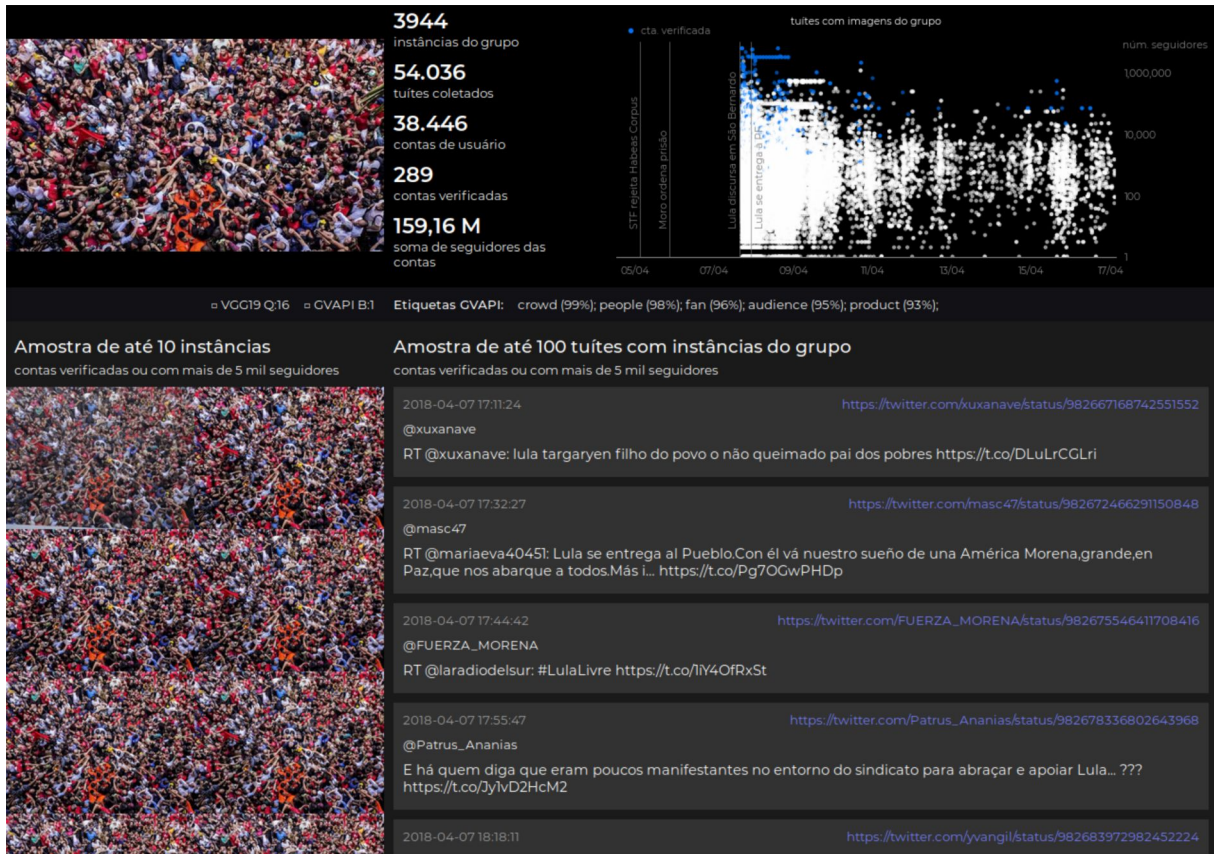 3944
instâncias do grupo
54.036
tuítes coletados
38.446
contas de usuário
289
contas verificadas
159,16 M
soma de seguidores das
contas
tuítes com imagens do grupo
cta. verificada
núm. seguidores
1,000,000
10,000
100
1
STF rejeita Habeas Corpus
Moro ordena prisão
Lula discursa em São Bernardo
Lula se entrega à PF
05/04
07/04
09/04
11/04
13/04
15/04
17/04
VGG19 Q:16
GVAPI B:1
Etiquetas GVAPI: crowd (99%); people (98%); fan (96%); audience (95%); product (93%);
Amostra de até 10 instâncias
contas verificadas ou com mais de 5 mil seguidores
Amostra de até 100 tuítes com instâncias do grupo
contas verificadas ou com mais de 5 mil seguidores
2018-04-07 17:11:24 https://twitter.com/xuxanave/status/982667168742551552
@xuxanave
RT @xuxanave: lula targaryen filho do povo o não queimado pai dos pobres https://t.co/DLuLrCGLri
2018-04-07 17:32:27 https://twitter.com/masc47/status/982672466291150848
@masc47
RT @mariaeva40451: Lula se entrega al Pueblo.Con él vá nuestro sueño de una América Morena,grande,en
Paz,que nos abarque a todos.Más i... https://t.co/Pg7OGwPHDp
2018-04-07 17:44:42 https://twitter.com/FUERZA_MORENA/status/982675546411708416
@FUERZA_MORENA
RT @laradiodelsur: #LulaLivre https://t.co/1iY4OfRxSt
2018-04-07 17:55:47 https://twitter.com/Patrus_Ananias/status/982678336802643968
@Patrus_Ananias
E há quem diga que eram poucos manifestantes no entorno do sindicato para abraçar e apoiar Lula... ???
https://t.co/Jy1vD2HcM2
2018-04-07 18:18:11 https://twitter.com/yvangil/status/982683972982452224